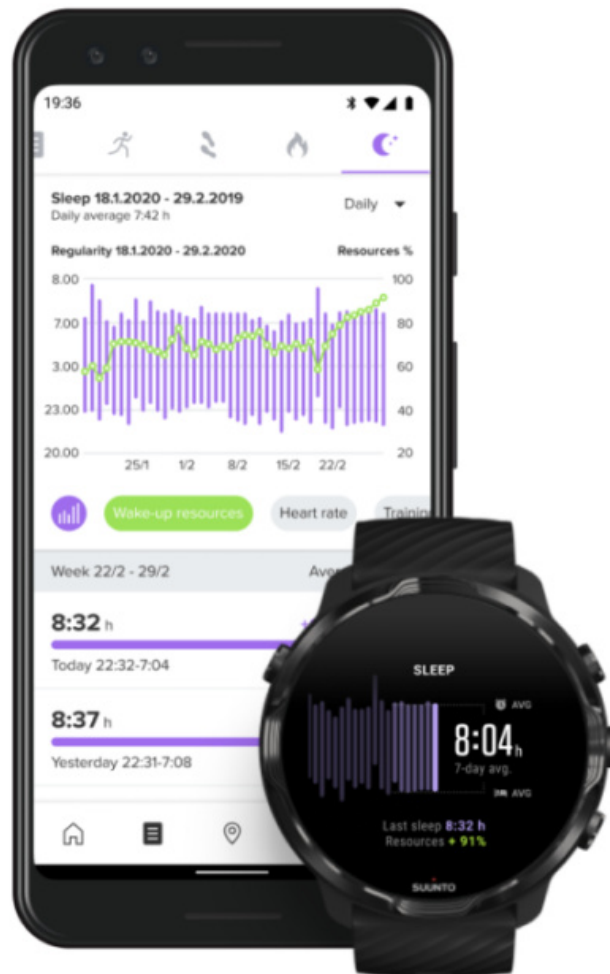 19:36
Sleep 18.1.2020 - 29.2.2019
Daily average 7:42 h
Daily
Regularity 18.1.2020 - 29.2.2020
Resources %
8.00
100
7.00
80
3.00
60
23.00
40
20.00
20
25/1 1/2 8/2 15/2 22/2
Wake-up resources
Heart rate
Week 22/2 - 29/2
8:32 h
Today 22:32-7:04
8:37 h
Yesterday 22:31-7:08
SLEEP
AVG
8:04 h
7-day avg.
AVG
Last sleep 8:32 h
Resources + 91%
SUUNTO